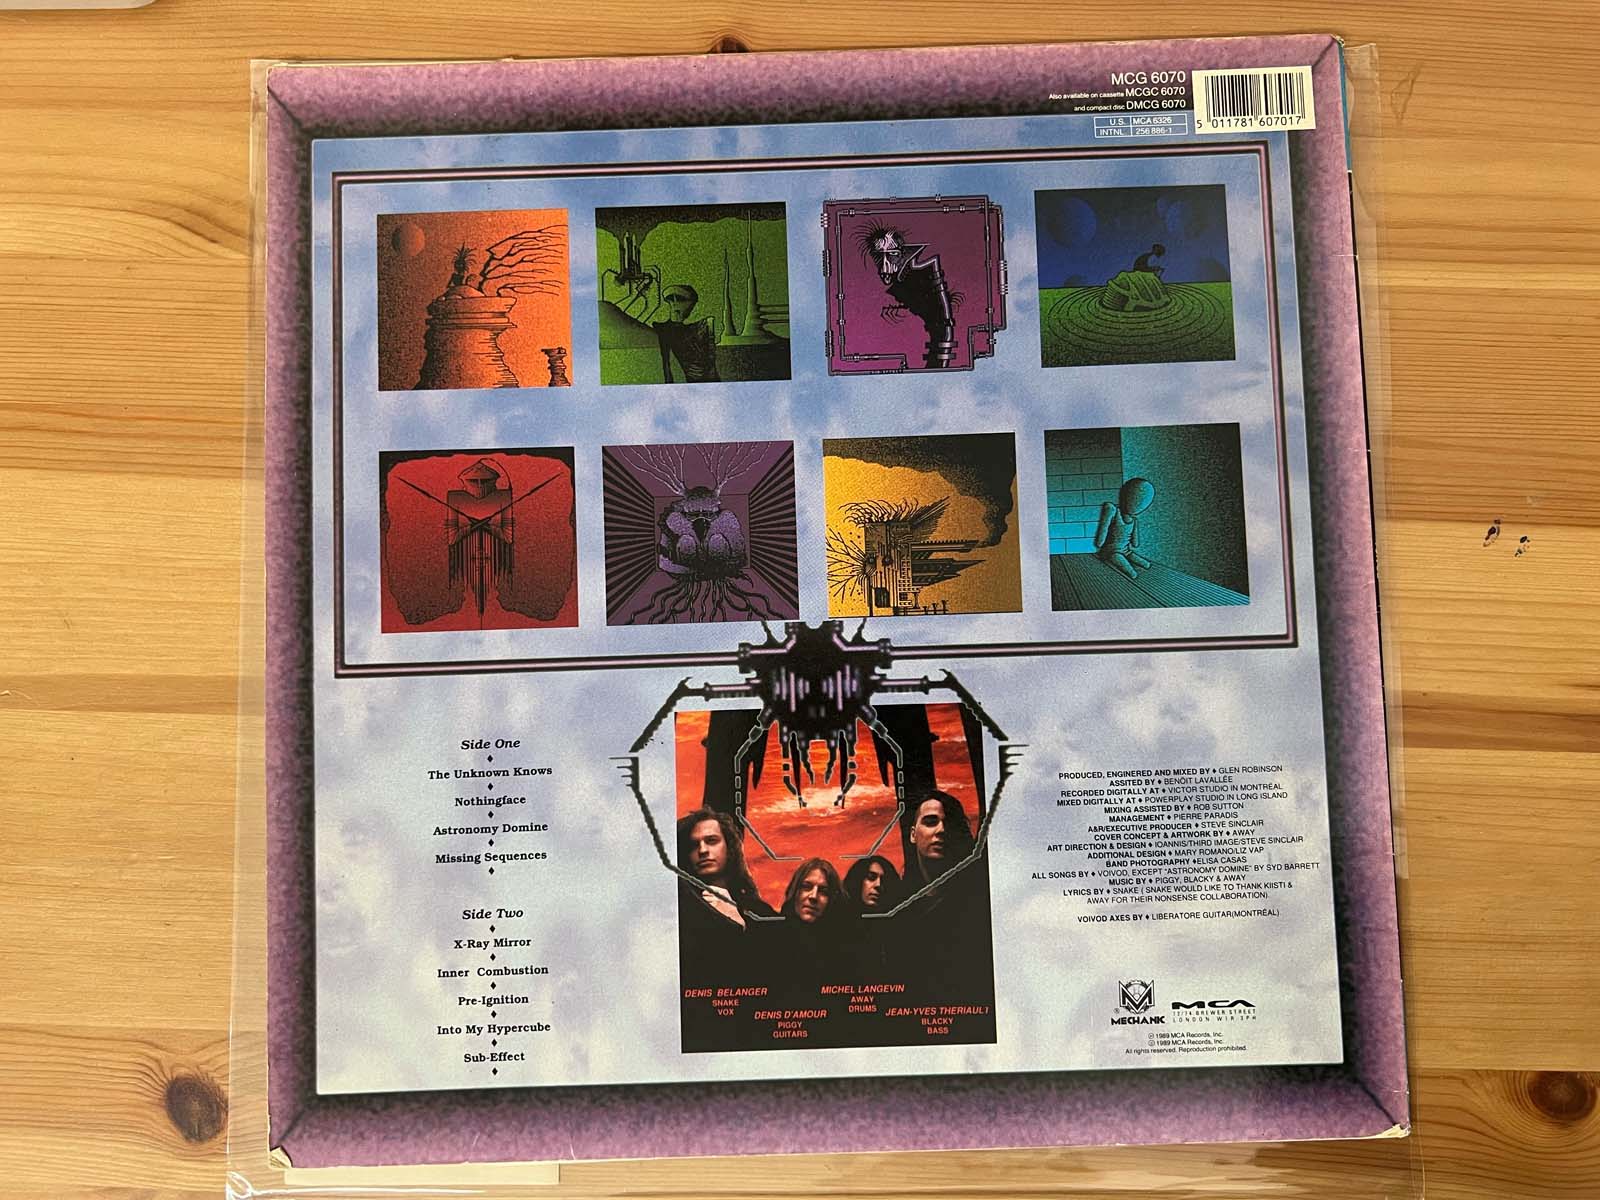 MCG 6070
Also available on cassette MCGC 6070
and compact disc DMCG 6070
U.S. MCA 6326
INTNL. 256 886-1
5 011781 607017
Side One
The Unknown Knows
Nothingface
Astronomy Domine
Missing Sequences
Side Two
X-Ray Mirror
Inner Combustion
Pre-Ignition
Into My Hypercube
Sub-Effect
DENIS BELANGER
SNAKE
VOX
DENIS D'AMOUR
PIGGY
GUITARS
MICHEL LANGEVIN
AWAY
DRUMS
JEAN-YVES THERIAULT
BLACKY
BASS
PRODUCED, ENGINERED AND MIXED BY ♦ GLEN ROBINSON
ASSITED BY ♦ BENOÎT LAVALLÉE
RECORDED DIGITALLY AT ♦ VICTOR STUDIO IN MONTRÉAL
MIXED DIGITALLY AT ♦ POWERPLAY STUDIO IN LONG ISLAND
MIXING ASSISTED BY ♦ ROB SUTTON
MANAGEMENT ♦ PIERRE PARADIS
A&R/EXECUTIVE PRODUCER ♦ STEVE SINCLAIR
COVER CONCEPT & ARTWORK BY ♦ AWAY
ART DIRECTION & DESIGN ♦ IOANNIS/THIRD IMAGE/STEVE SINCLAIR
ADDITIONAL DESIGN ♦ MARY ROMANO/LIZ VAP
BAND PHOTOGRAPHY ♦ELISA CASAS
ALL SONGS BY ♦ VOIVOD, EXCEPT "ASTRONOMY DOMINE" BY SYD BARRETT
MUSIC BY ♦ PIGGY, BLACKY & AWAY
LYRICS BY ♦ SNAKE ( SNAKE WOULD LIKE TO THANK KIISTI &
AWAY FOR THEIR NONSENSE COLLABORATION).
VOIVOD AXES BY ♦ LIBERATORE GUITAR(MONTRÉAL)
® MECHANIK
MCA
72/74 BREWER STREET
LONDON W1R 3PH
℗ 1989 MCA Records, Inc.
© 1989 MCA Records, Inc.
All rights reserved. Reproduction prohibited.